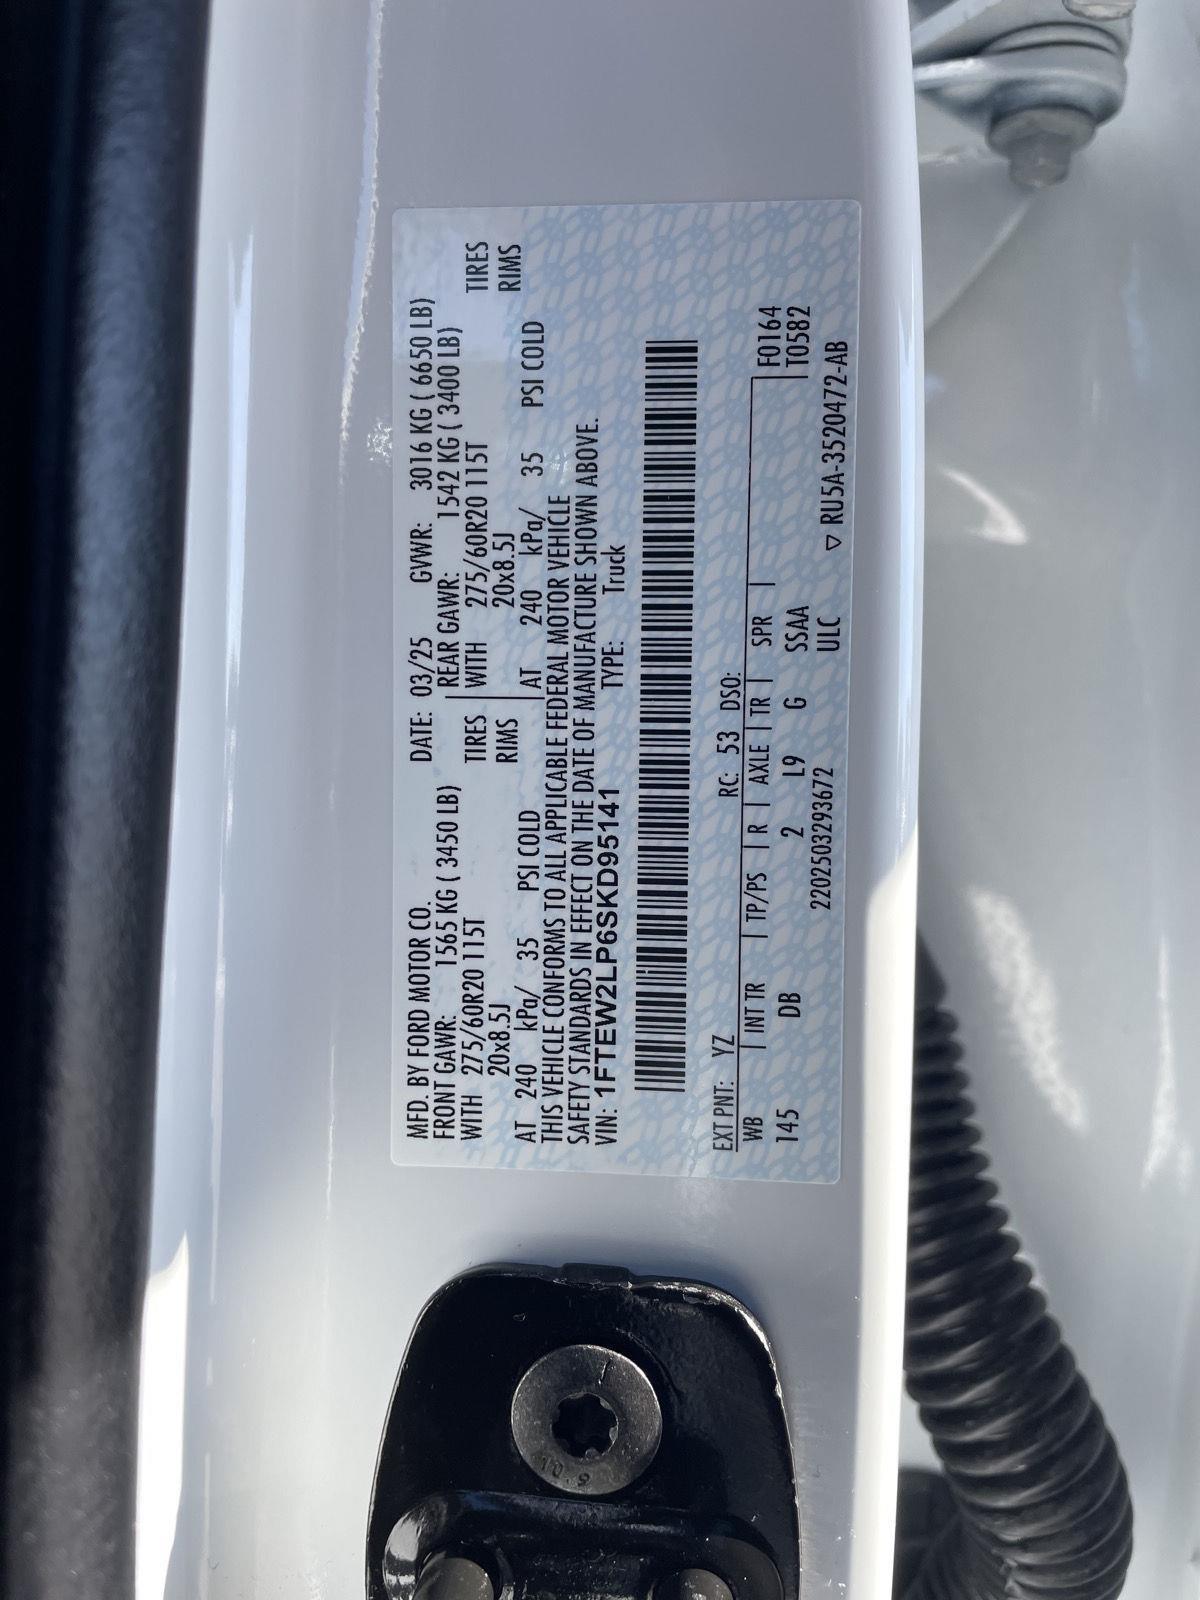 MFD. BY FORD MOTOR CO. DATE: 03/25 GVWR: 3016 KG ( 6650 LB)
FRONT GAWR: 1565 KG ( 3450 LB) REAR GAWR: 1542 KG ( 3400 LB)
WITH 275/60R20 115T TIRES WITH 275/60R20 115T TIRES
20x8.5J RIMS 20x8.5J RIMS
AT 240 kPa/ 35 PSI COLD AT 240 kPa/ 35 PSI COLD
THIS VEHICLE CONFORMS TO ALL APPLICABLE FEDERAL MOTOR VEHICLE
SAFETY STANDARDS IN EFFECT ON THE DATE OF MANUFACTURE SHOWN ABOVE.
VIN: 1FTEW2LP6SKD95141 TYPE: Truck
EXT PNT: YZ RC: 53 DSO: F0164
WB | INT TR | TP/PS | R | AXLE | TR | SPR | T0582
145 DB 2 L9 G SSAA
2202503293672 ULC ▽ RU5A-3520472-AB
10.9